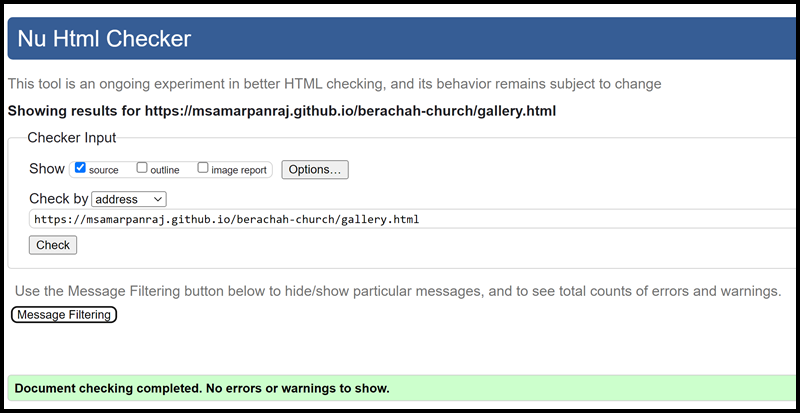 Nu Html Checker
This tool is an ongoing experiment in better HTML checking, and its behavior remains subject to change
Showing results for https://msamarpanraj.github.io/berachah-church/gallery.html
Checker Input
Show source outline image report Options...
Check by address
https://msamarpanraj.github.io/berachah-church/gallery.html
Check
Use the Message Filtering button below to hide/show particular messages, and to see total counts of errors and warnings.
Message Filtering
Document checking completed. No errors or warnings to show.